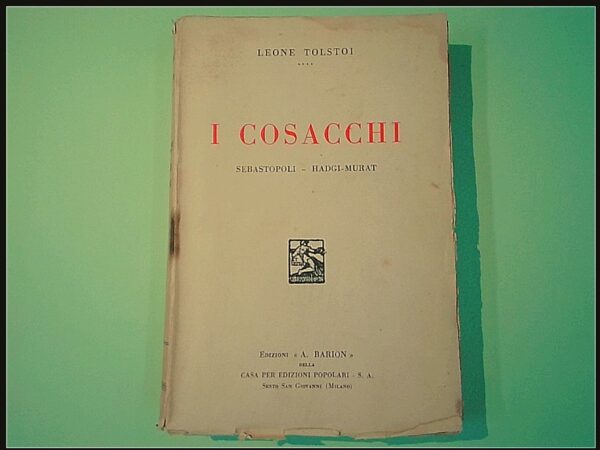 LEONE TOLSTOI
I COSACCHI
SEBASTOPOLI - HADGI-MURAT
EDIZIONI « A. BARION »
DELLA
CASA PER EDIZIONI POPOLARI - S. A.
SESTO SAN GIOVANNI (MILANO)